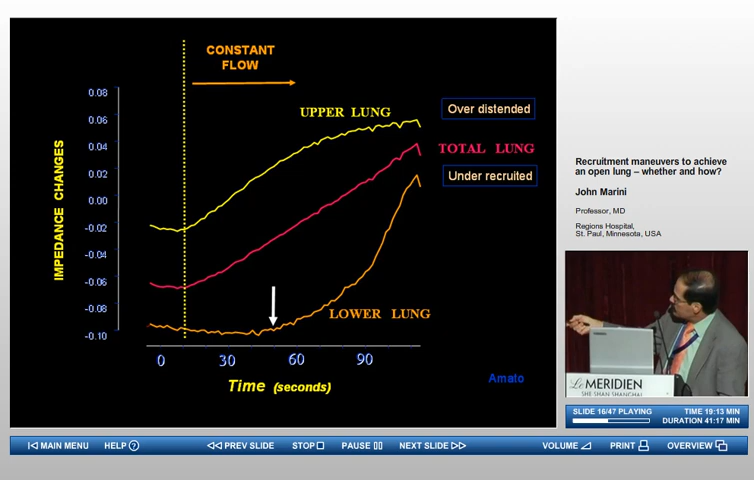 CONSTANT
FLOW
0.08
0.06
0.04
0.02
0.00
-0.02
-0.04
-0.06
-0.08
-0.10
IMPEDANCE CHANGES
UPPER LUNG
Over distended
TOTAL LUNG
Under recruited
LOWER LUNG
0 30 60 90
Time (seconds)
Amato
Recruitment maneuvers to achieve
an open lung – whether and how?
John Marini
Professor, MD
Regions Hospital,
St. Paul, Minnesota, USA
Le MERIDIEN
SHE SHAN SHANGHAI
SLIDE 16/47 PLAYING TIME 19:13 MIN
DURATION 41:17 MIN
MAIN MENU HELP ? PREV SLIDE STOP PAUSE NEXT SLIDE VOLUME PRINT OVERVIEW